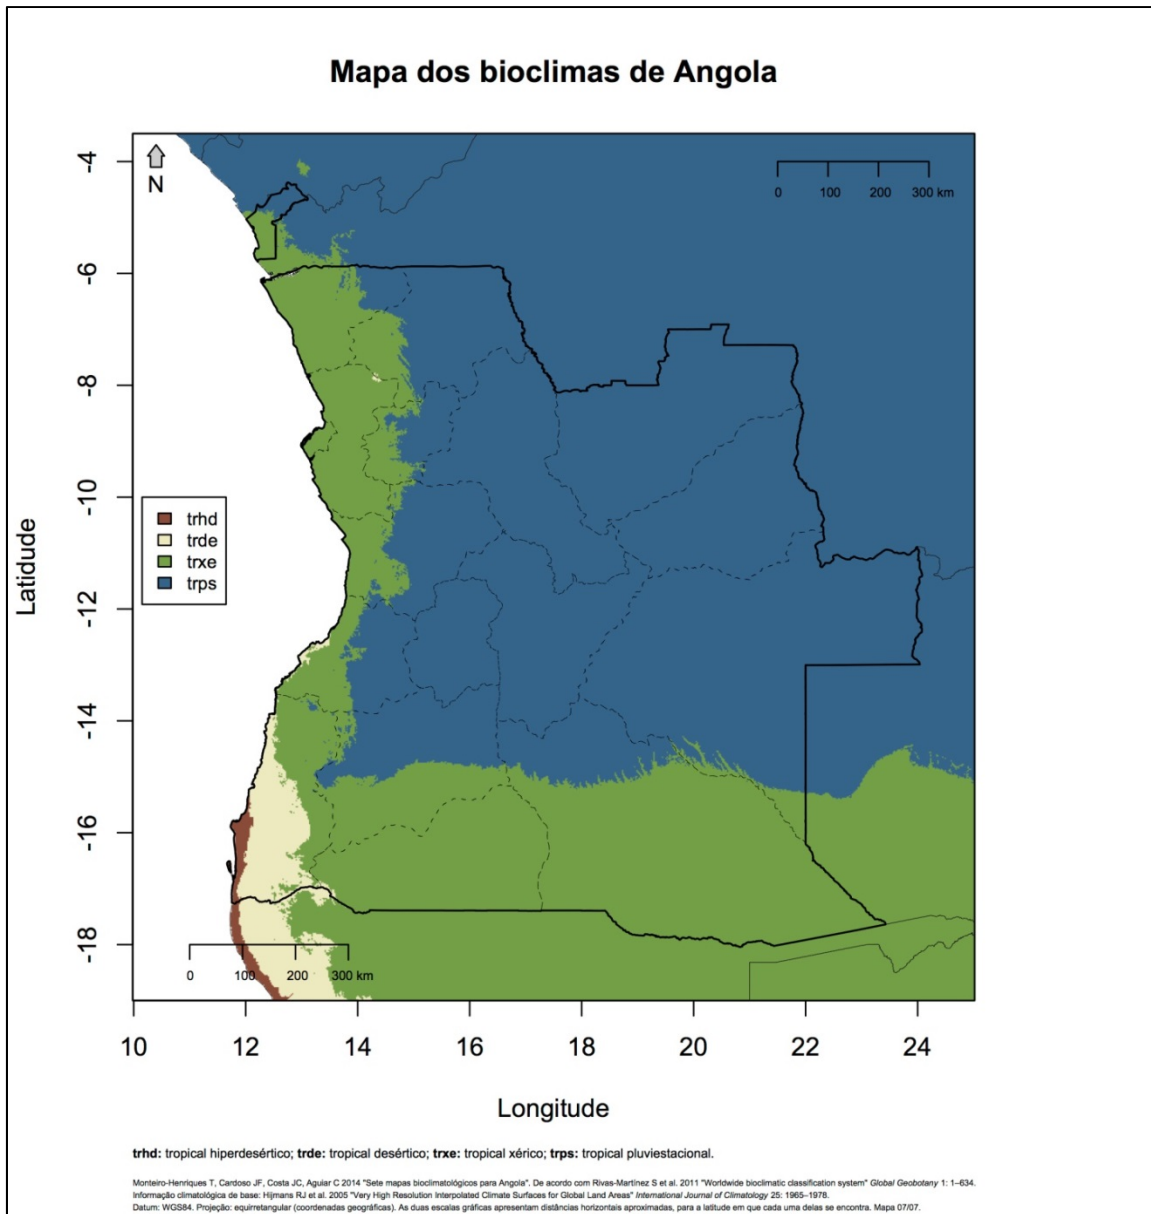 Mapa dos bioclimas de Angola
N
0 100 200 300 km
-4
-6
-8
-10
-12
-14
-16
-18
Latidude
trhd
trde
trxe
trps
0 100 200 300 km
10 12 14 16 18 20 22 24
Longitude
trhd: tropical hiperdesértico; trde: tropical desértico; trxe: tropical xérico; trps: tropical pluviestacional.
Monteiro-Henriques T, Cardoso JF, Costa JC, Aguiar C 2014 "Sete mapas bioclimatológicos para Angola". De acordo com Rivas-Martínez S et al. 2011 "Worldwide bioclimatic classification system" Global Geobotany 1: 1–634.
Informação climatológica de base: Hijmans RJ et al. 2005 "Very High Resolution Interpolated Climate Surfaces for Global Land Areas" International Journal of Climatology 25: 1965–1978.
Datum: WGS84. Projeção: equirretangular (coordenadas geográficas). As duas escalas gráficas apresentam distâncias horizontais aproximadas, para a latitude em que cada uma delas se encontra. Mapa 07/07.